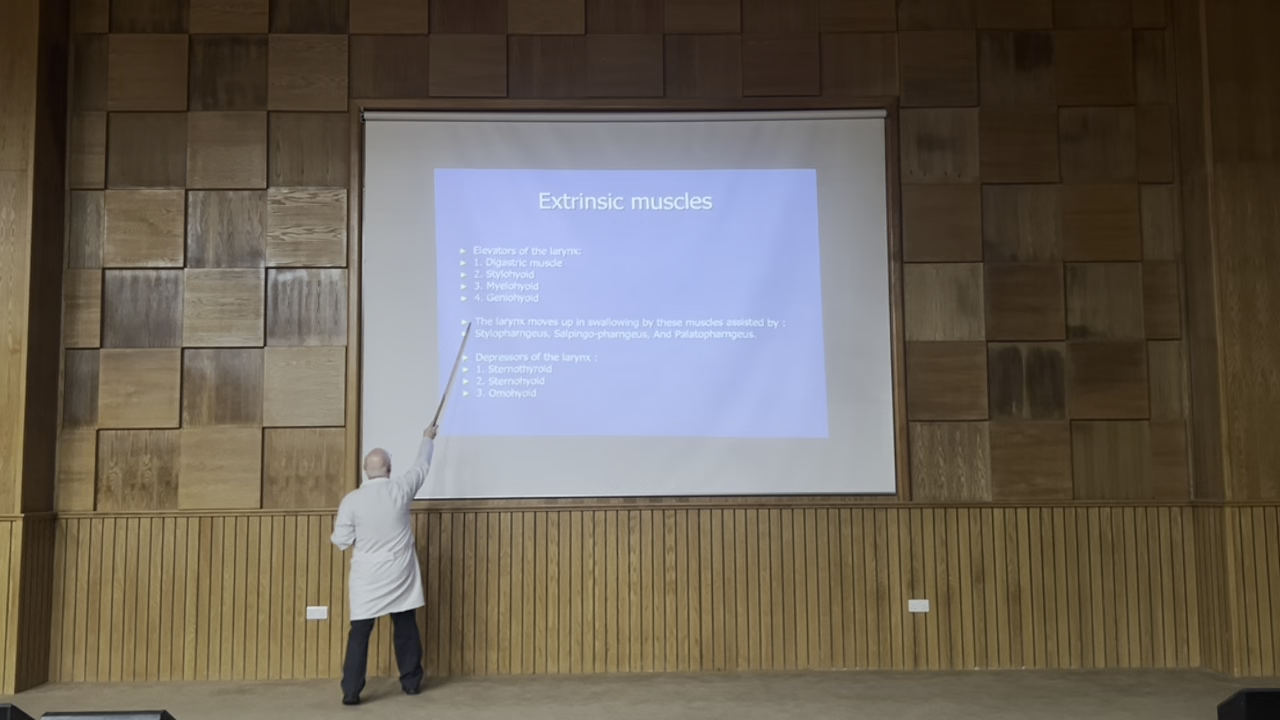 Extrinsic muscles
► Elevators of the larynx:
► 1. Digastric muscle
► 2. Stylohyoid
► 3. Myelohyoid
► 4. Geniohyoid
► The larynx moves up in swallowing by these muscles assisted by :
► Stylopharngeus, Salpingo-pharngeus, And Palatopharngeus.
► Depressors of the larynx :
► 1. Sternothyroid
► 2. Sternohyoid
► 3. Omohyoid